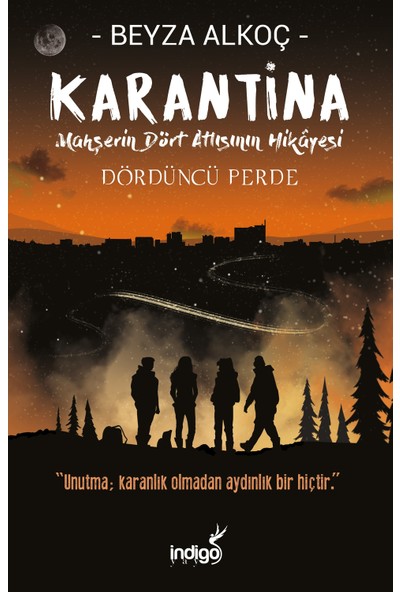 - BEYZA ALKOÇ -
KARANTİNA
Mahşerin Dört Atlısının Hikâyesi
DÖRDÜNCÜ PERDE
"Unutma; karanlık olmadan aydınlık bir hiçtir."
indigo